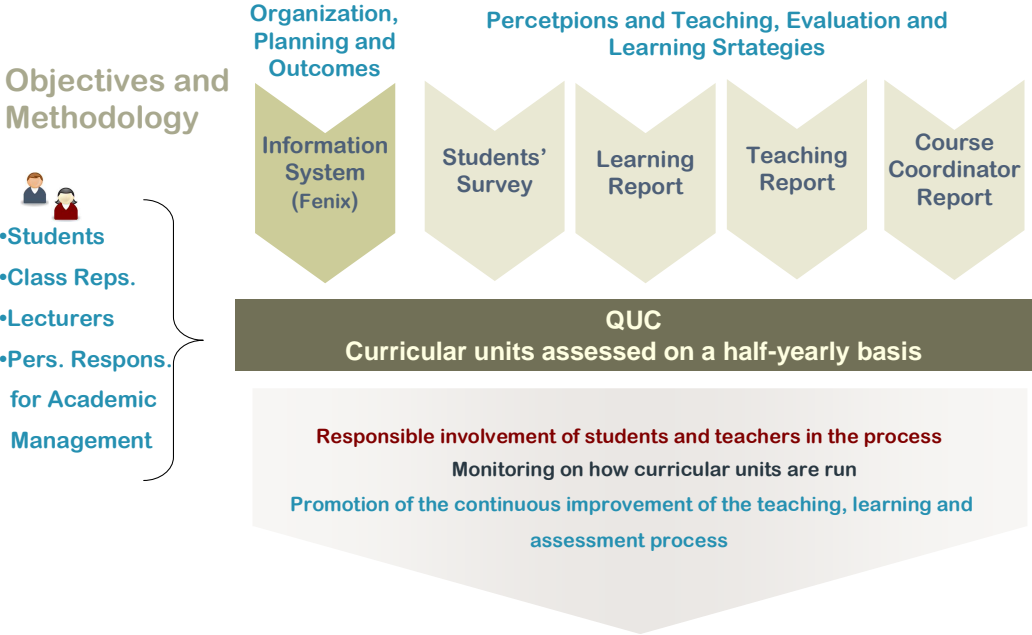 Organization,
Planning and
Outcomes
Percetpions and Teaching, Evaluation and
Learning Srtategies
Objectives and
Methodology
Information
System
(Fenix)
Students’
Survey
Learning
Report
Teaching
Report
Course
Coordinator
Report
•Students
•Class Reps.
•Lecturers
•Pers. Respons.
for Academic
Management
QUC
Curricular units assessed on a half-yearly basis
Responsible involvement of students and teachers in the process
Monitoring on how curricular units are run
Promotion of the continuous improvement of the teaching, learning and
assessment process